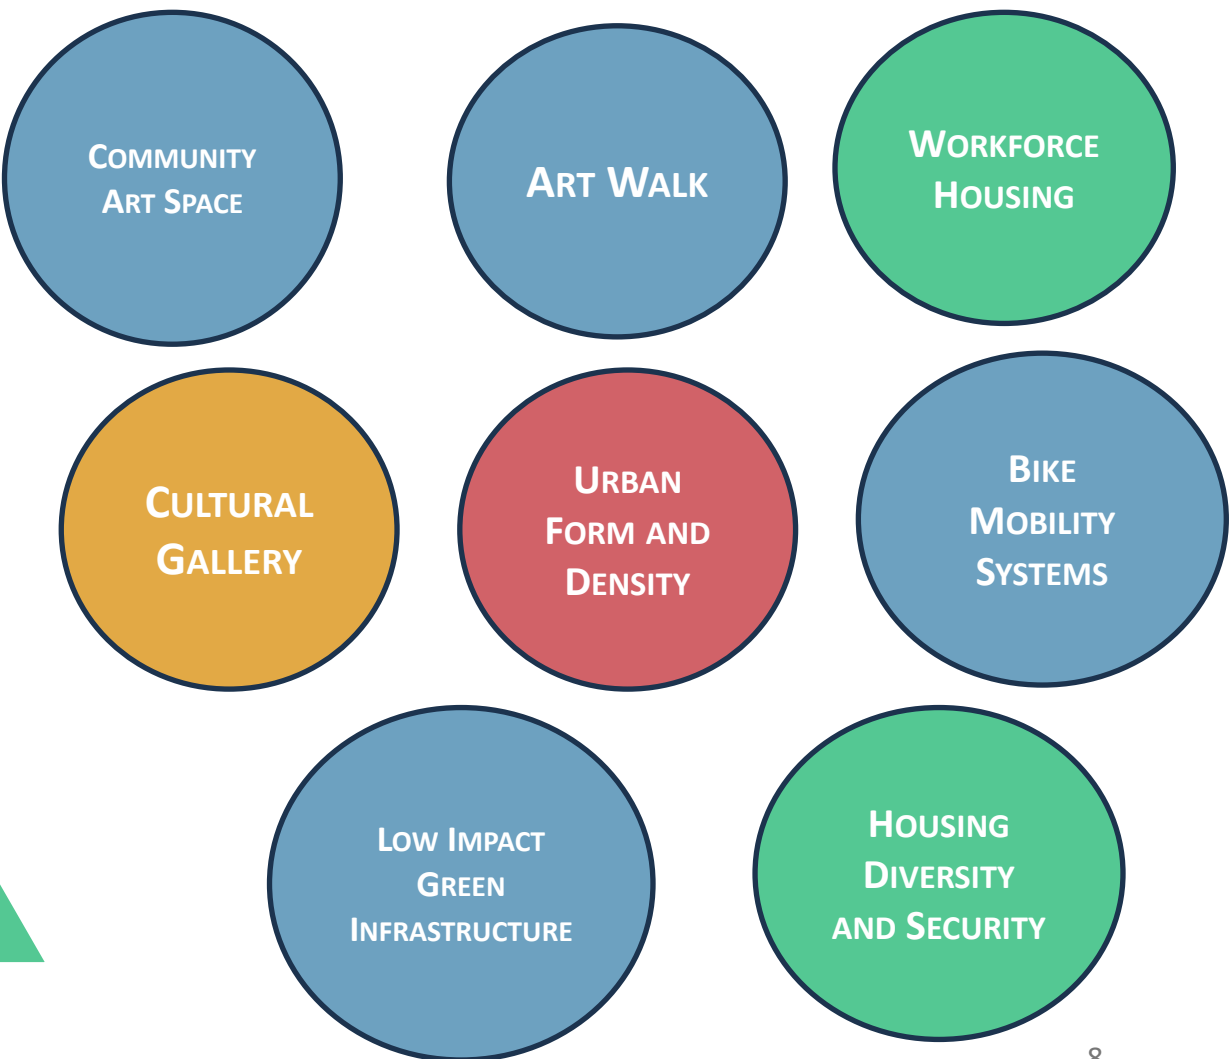 Community
Art Space
Art Walk
Workforce
Housing
Cultural
Gallery
Urban
Form and
Density
Bike
Mobility
Systems
Low Impact
Green
Infrastructure
Housing
Diversity
and Security
8